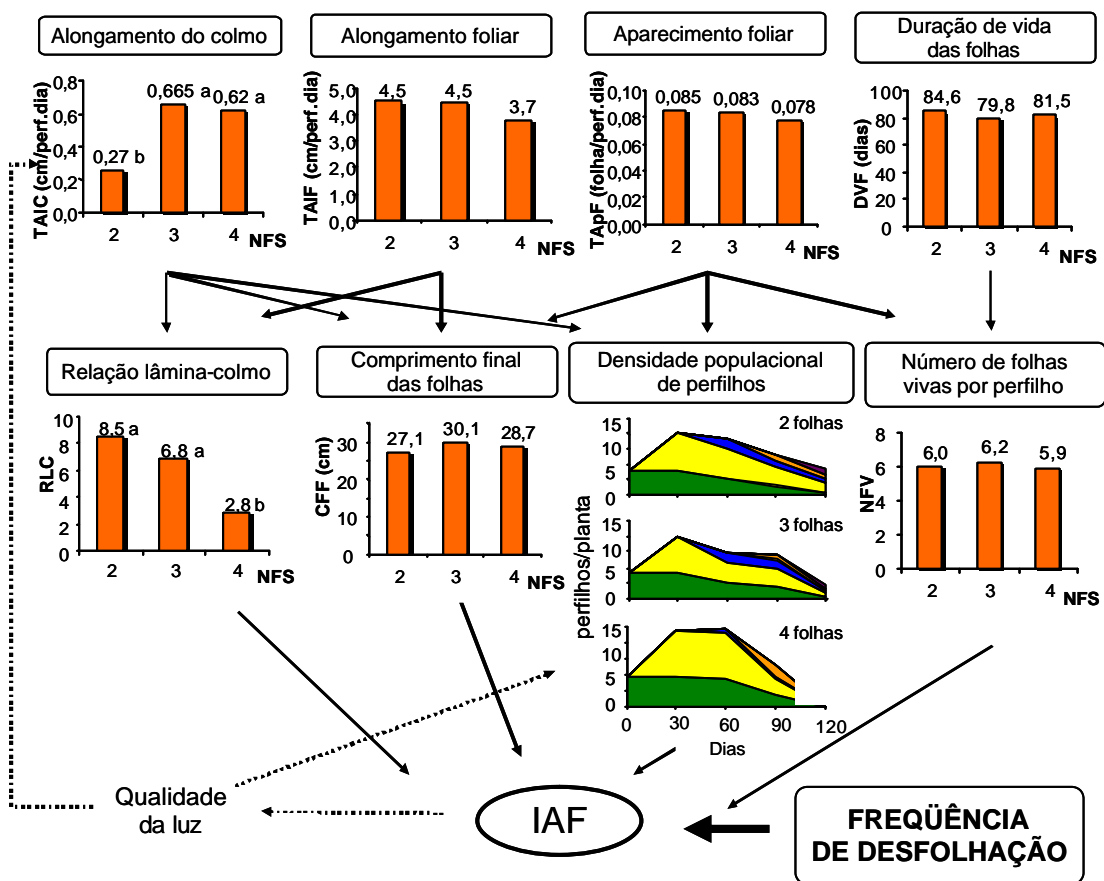 Alongamento do colmo
Alongamento foliar
Aparecimento foliar
Duração de vida
das folhas
TAIC (cm/perf.dia)
0,8
0,6
0,4
0,2
0,0
0,27 b
0,665 a
0,62 a
2
3
4
NFS
TAIF (cm/perf.dia)
5,0
4,0
3,0
2,0
1,0
0,0
4,5
4,5
3,7
2
3
4
NFS
TApF (folha/perf.dia)
0,10
0,08
0,06
0,04
0,02
0,00
0,085
0,083
0,078
2
3
4
NFS
DVF (dias)
100
80
60
40
20
0
84,6
79,8
81,5
2
3
4
NFS
Relação lâmina-colmo
Comprimento final
das folhas
Densidade populacional
de perfilhos
Número de folhas
vivas por perfilho
RLC
10
8
6
4
2
0
8,5 a
6,8 a
2,8 b
2
3
4
NFS
CFF (cm)
30
20
10
0
27,1
30,1
28,7
2
3
4
NFS
perfilhos/planta
15
10
5
0
2 folhas
15
10
5
0
3 folhas
15
10
5
0
4 folhas
0
30
60
90
120
Dias
NFV
8
6
4
2
0
6,0
6,2
5,9
2
3
4
NFS
Qualidade
da luz
IAF
FREQÜÊNCIA
DE DESFOLHAÇÃO